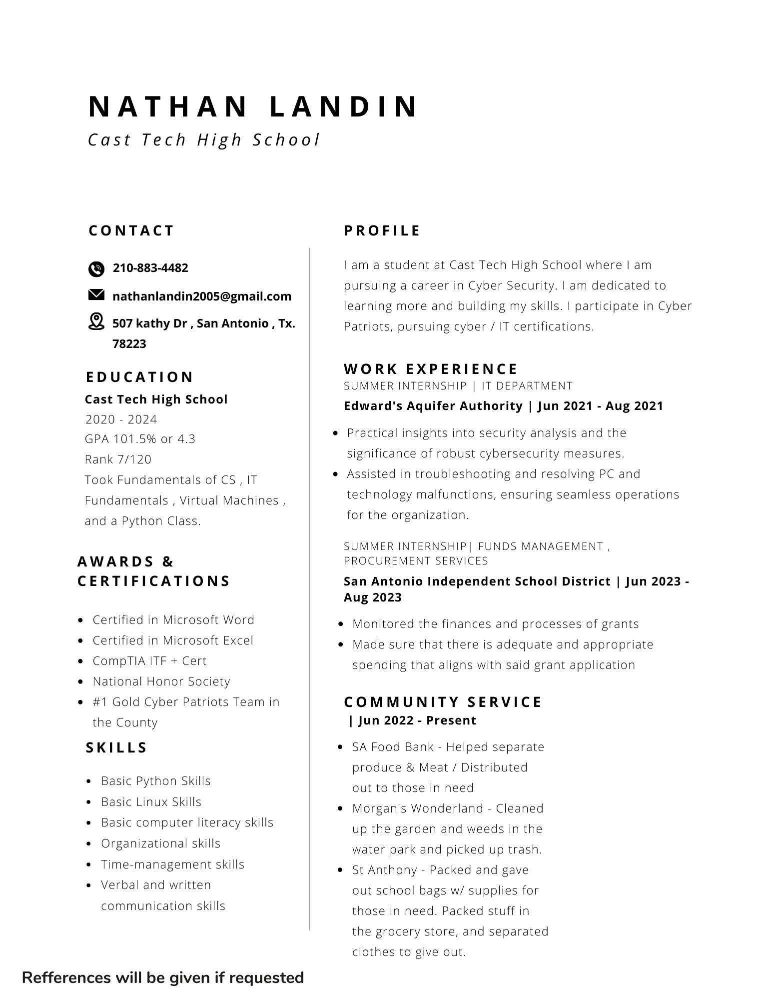 NATHAN LANDIN
Cast Tech High School
CONTACT
210-883-4482
nathanlandin2005@gmail.com
507 kathy Dr , San Antonio , Tx.
78223
EDUCATION
Cast Tech High School
2020 - 2024
GPA 101.5% or 4.3
Rank 7/120
Took Fundamentals of CS , IT
Fundamentals , Virtual Machines ,
and a Python Class.
AWARDS &
CERTIFICATIONS
• Certified in Microsoft Word
• Certified in Microsoft Excel
• CompTIA ITF + Cert
• National Honor Society
• #1 Gold Cyber Patriots Team in
the County
SKILLS
• Basic Python Skills
• Basic Linux Skills
• Basic computer literacy skills
• Organizational skills
• Time-management skills
• Verbal and written
communication skills
PROFILE
I am a student at Cast Tech High School where I am
pursuing a career in Cyber Security. I am dedicated to
learning more and building my skills. I participate in Cyber
Patriots, pursuing cyber / IT certifications.
WORK EXPERIENCE
SUMMER INTERNSHIP | IT DEPARTMENT
Edward's Aquifer Authority | Jun 2021 - Aug 2021
• Practical insights into security analysis and the
significance of robust cybersecurity measures.
• Assisted in troubleshooting and resolving PC and
technology malfunctions, ensuring seamless operations
for the organization.
SUMMER INTERNSHIP| FUNDS MANAGEMENT ,
PROCUREMENT SERVICES
San Antonio Independent School District | Jun 2023 -
Aug 2023
• Monitored the finances and processes of grants
• Made sure that there is adequate and appropriate
spending that aligns with said grant application
COMMUNITY SERVICE
| Jun 2022 - Present
• SA Food Bank - Helped separate
produce & Meat / Distributed
out to those in need
• Morgan's Wonderland - Cleaned
up the garden and weeds in the
water park and picked up trash.
• St Anthony - Packed and gave
out school bags w/ supplies for
those in need. Packed stuff in
the grocery store, and separated
clothes to give out.
Refferences will be given if requested